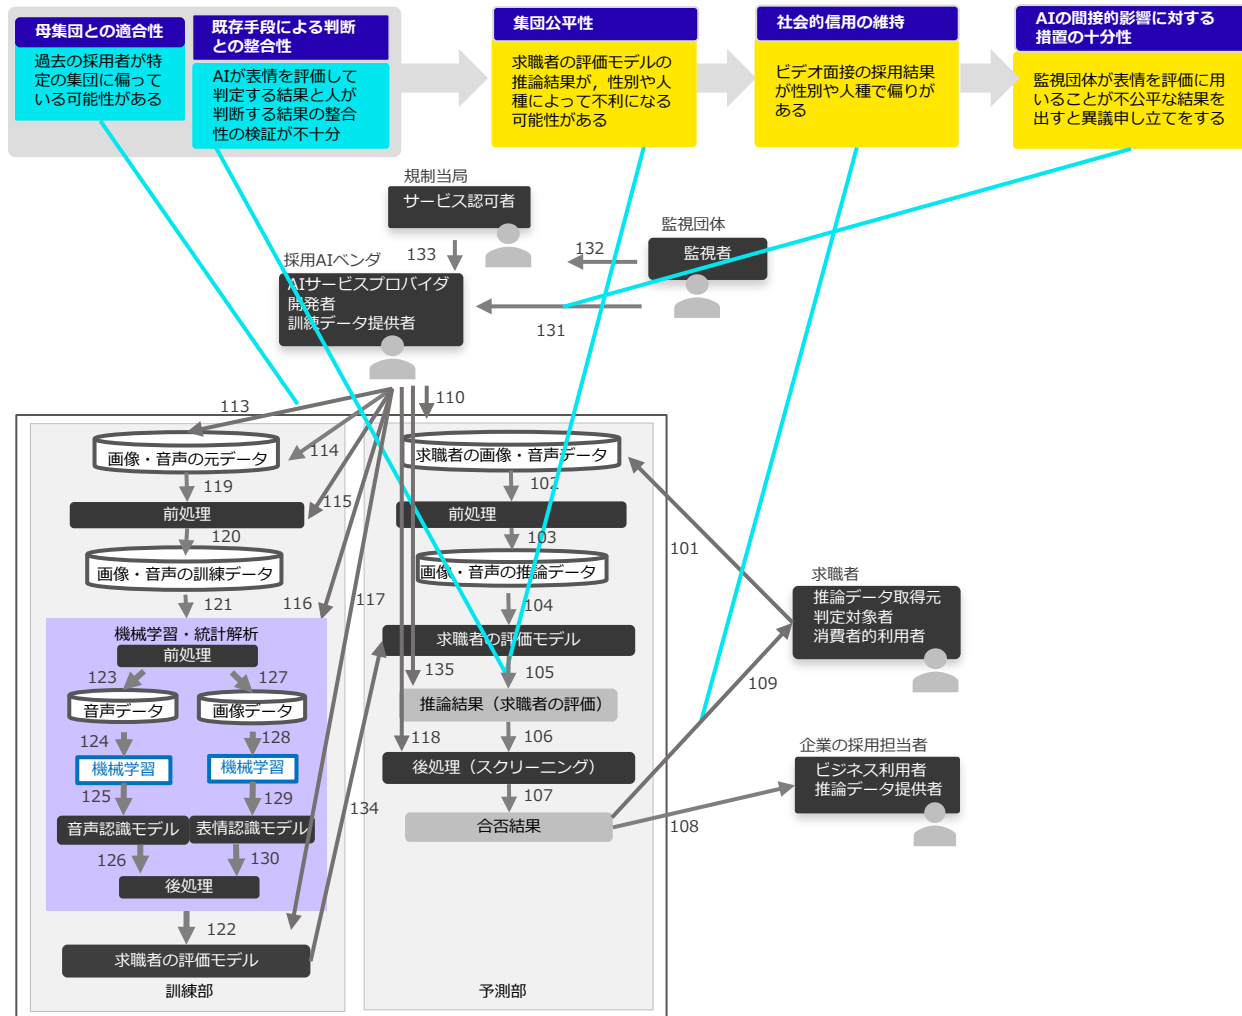 母集団との適合性
過去の採用者が特
定の集団に偏って
いる可能性がある
既存手段による判断
との整合性
AIが表情を評価して
判定する結果と人が
判断する結果の整合
性の検証が不十分
集団公平性
求職者の評価モデルの
推論結果が，性別や人
種によって不利になる
可能性がある
社会的信用の維持
ビデオ面接の採用結果
が性別や人種で偏りが
ある
AIの間接的影響に対する
措置の十分性
監視団体が表情を評価に用
いることが不公平な結果を
出すと異議申し立てをする
規制当局
サービス認可者
監視団体
監視者
132
133
131
採用AIベンダ
AIサービスプロバイダ
開発者
訓練データ提供者
110
113
114
115
116
117
118
135
134
画像・音声の元データ
119
前処理
120
画像・音声の訓練データ
121
機械学習・統計解析
前処理
123
127
音声データ
画像データ
124
128
機械学習
機械学習
125
129
音声認識モデル
表情認識モデル
126
130
後処理
122
求職者の評価モデル
訓練部
求職者の画像・音声データ
102
前処理
103
画像・音声の推論データ
104
求職者の評価モデル
105
推論結果（求職者の評価）
106
後処理（スクリーニング）
107
合否結果
予測部
101
109
108
求職者
推論データ取得元
判定対象者
消費者的利用者
企業の採用担当者
ビジネス利用者
推論データ提供者